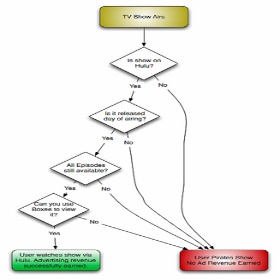 TV Show Airs
Is show on
Hulu?
Yes
No
Is it released
day of airing?
Yes
No
All Episodes
still available?
Yes
No
Can you use
Boxee to view
it?
Yes
No
User watches show via
Hulu. Advertising revenue
successfully earned.
User Pirates Show
No Ad Revenue Earned